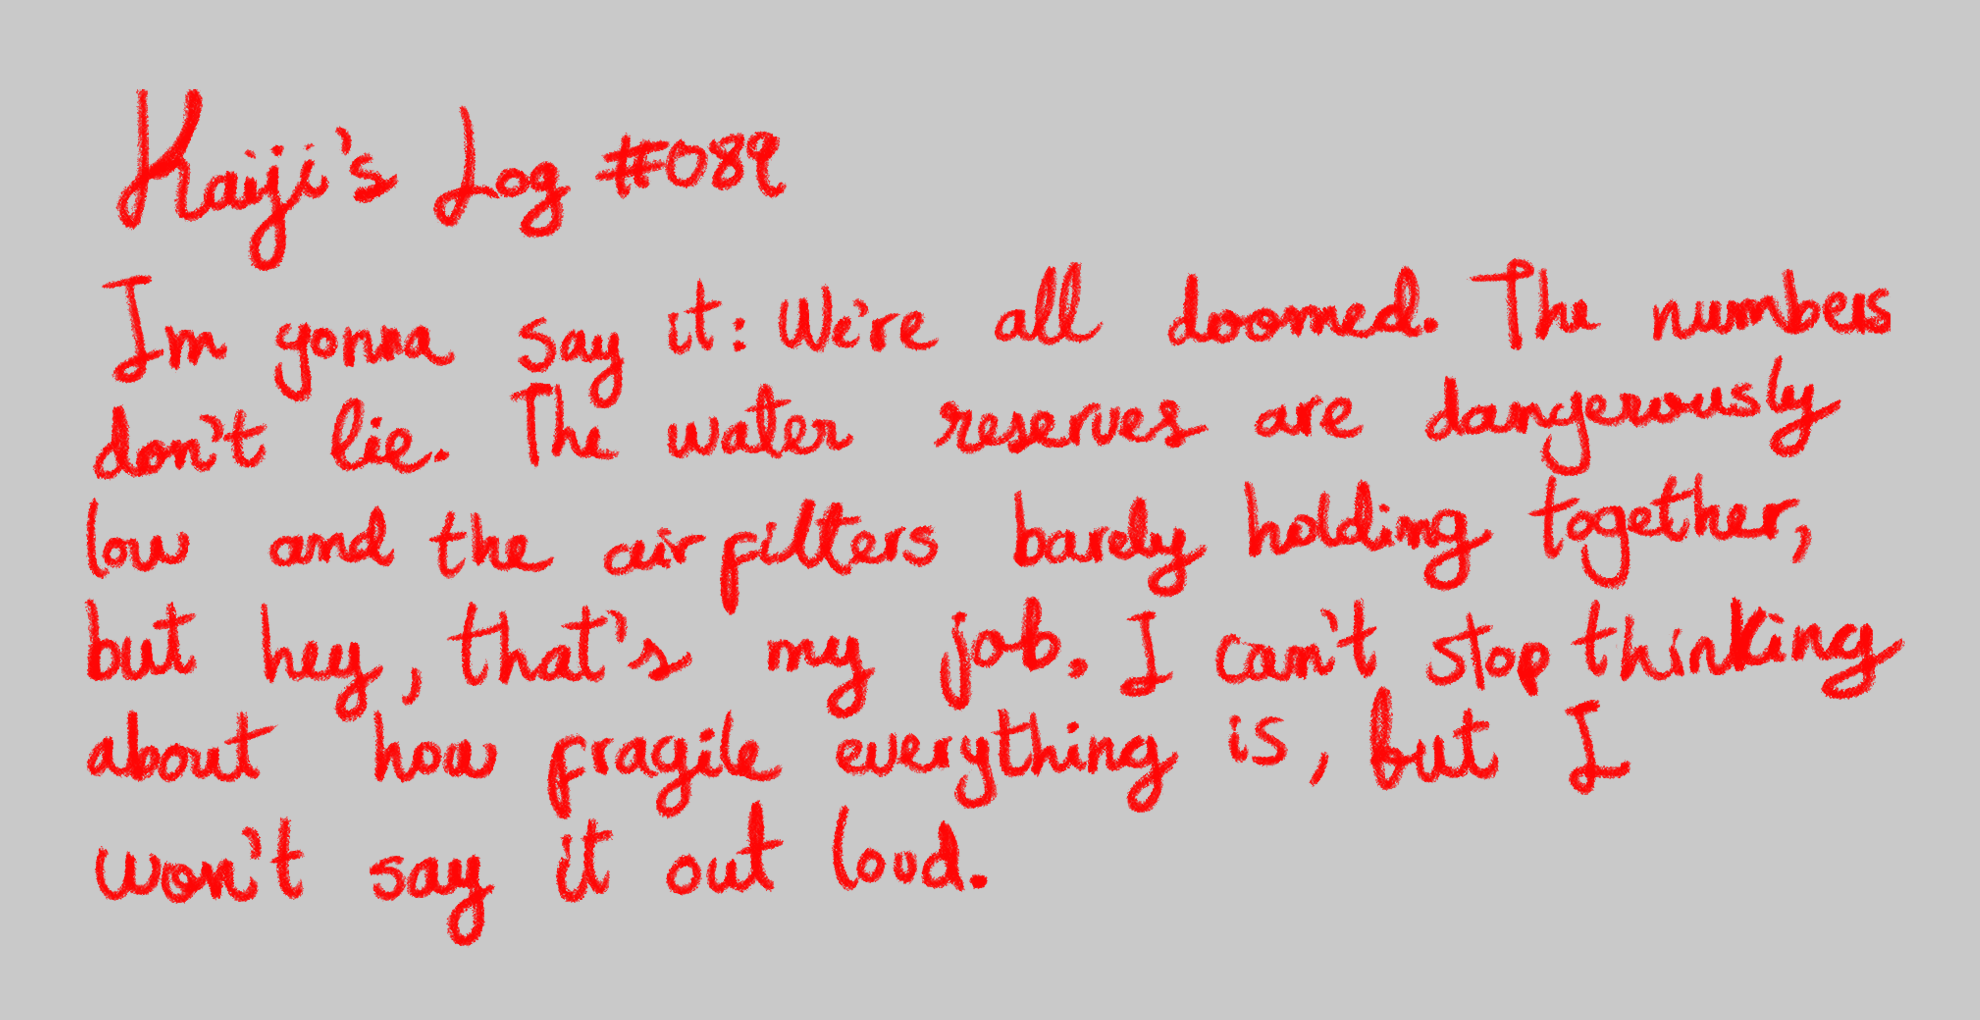 Kaiji's Log #089
Im gonna say it: We're all doomed. The numbers
don't lie. The water reserves are dangerously
low and the air filters barely holding together,
but hey, that's my job. I can't stop thinking
about how fragile everything is, but I
won't say it out loud.